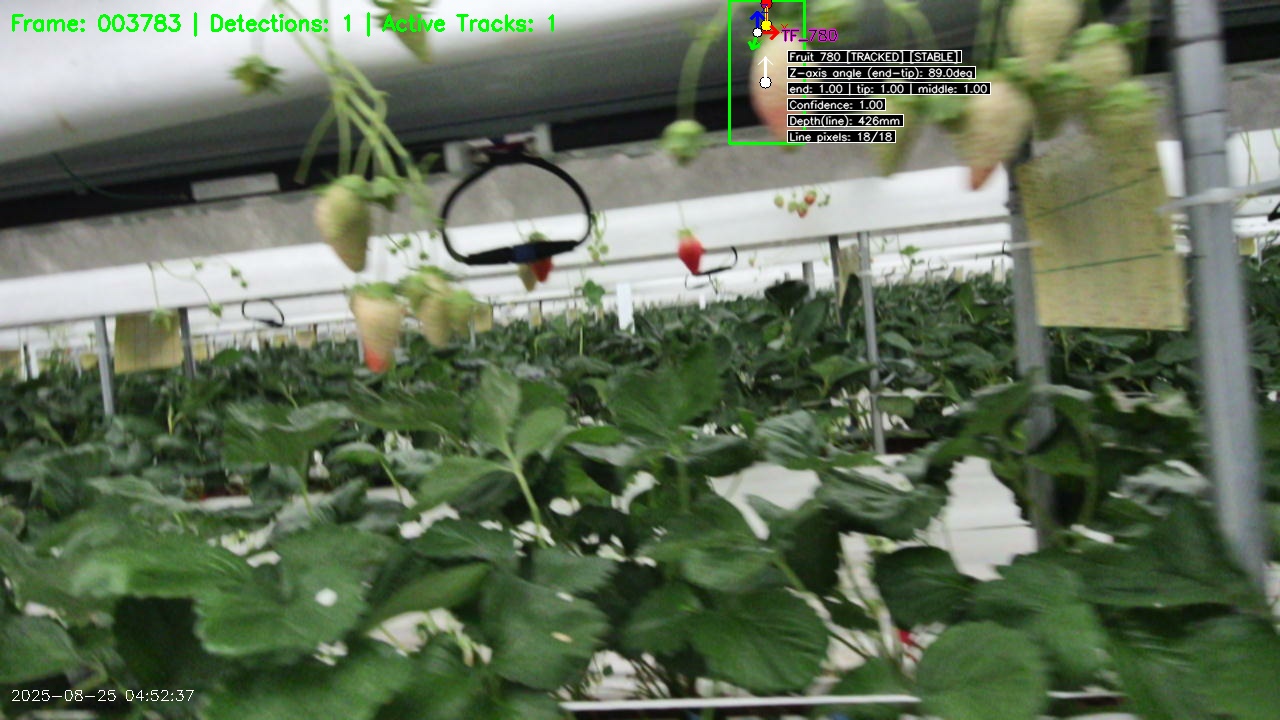 Frame: 003783 | Detections: 1 | Active Tracks: 1
TF_780
Fruit 780 [TRACKED] [STABLE]
Z-axis angle (end-tip): 89.0deg
end: 1.00 | tip: 1.00 | middle: 1.00
Confidence: 1.00
Depth(line): 426mm
Line pixels: 18/18
2025-08-25 04:52:37